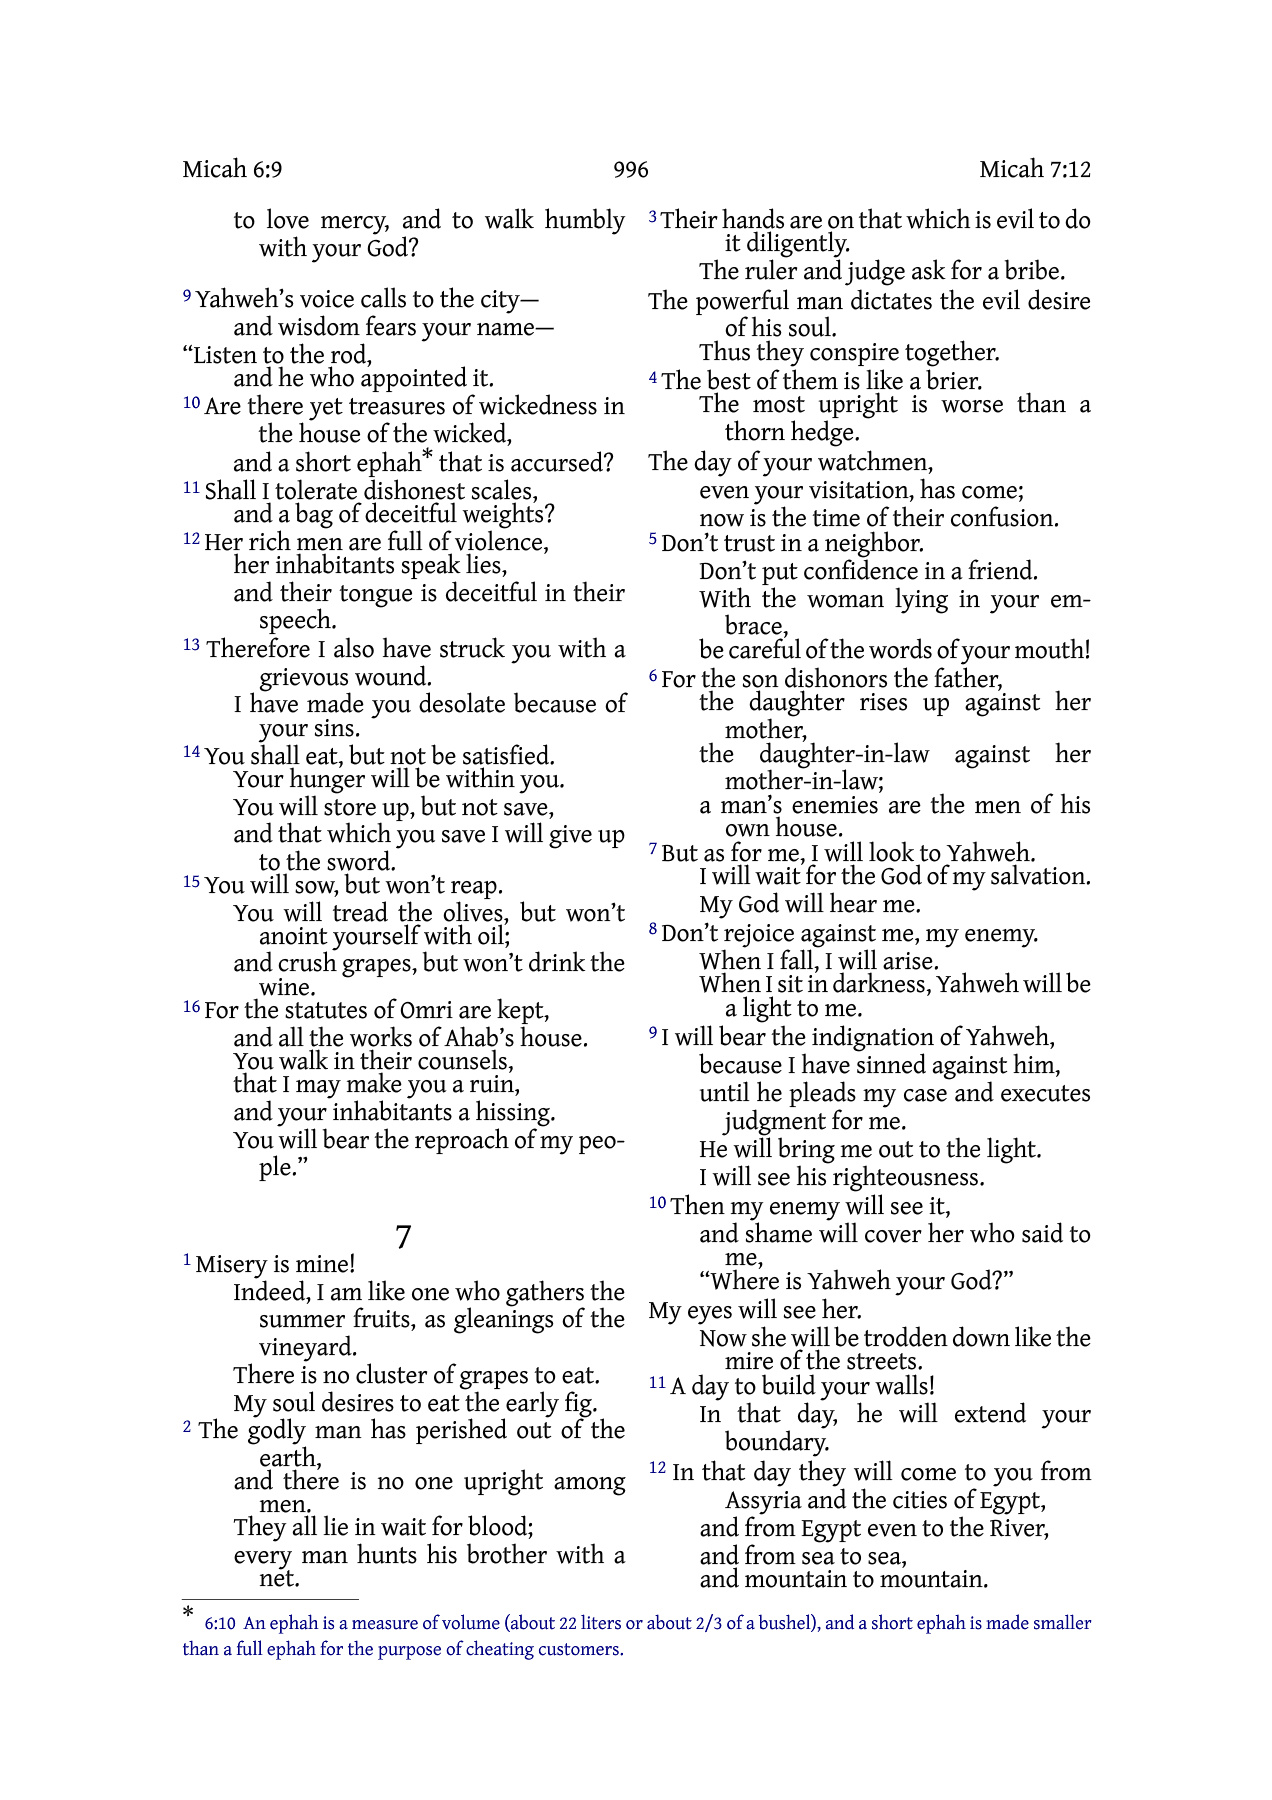 Micah 6:9 996 Micah 7:12
to love mercy, and to walk humbly
with your God?
9 Yahweh’s voice calls to the city—
and wisdom fears your name—
“Listen to the rod,
and he who appointed it.
10 Are there yet treasures of wickedness in
the house of the wicked,
and a short ephah* that is accursed?
11 Shall I tolerate dishonest scales,
and a bag of deceitful weights?
12 Her rich men are full of violence,
her inhabitants speak lies,
and their tongue is deceitful in their
speech.
13 Therefore I also have struck you with a
grievous wound.
I have made you desolate because of
your sins.
14 You shall eat, but not be satisfied.
Your hunger will be within you.
You will store up, but not save,
and that which you save I will give up
to the sword.
15 You will sow, but won’t reap.
You will tread the olives, but won’t
anoint yourself with oil;
and crush grapes, but won’t drink the
wine.
16 For the statutes of Omri are kept,
and all the works of Ahab’s house.
You walk in their counsels,
that I may make you a ruin,
and your inhabitants a hissing.
You will bear the reproach of my peo-
ple.”
7
1 Misery is mine!
Indeed, I am like one who gathers the
summer fruits, as gleanings of the
vineyard.
There is no cluster of grapes to eat.
My soul desires to eat the early fig.
2 The godly man has perished out of the
earth,
and there is no one upright among
men.
They all lie in wait for blood;
every man hunts his brother with a
net.
3 Their hands are on that which is evil to do
it diligently.
The ruler and judge ask for a bribe.
The powerful man dictates the evil desire
of his soul.
Thus they conspire together.
4 The best of them is like a brier.
The most upright is worse than a
thorn hedge.
The day of your watchmen,
even your visitation, has come;
now is the time of their confusion.
5 Don’t trust in a neighbor.
Don’t put confidence in a friend.
With the woman lying in your em-
brace,
be careful of the words of your mouth!
6 For the son dishonors the father,
the daughter rises up against her
mother,
the daughter-in-law against her
mother-in-law;
a man’s enemies are the men of his
own house.
7 But as for me, I will look to Yahweh.
I will wait for the God of my salvation.
My God will hear me.
8 Don’t rejoice against me, my enemy.
When I fall, I will arise.
When I sit in darkness, Yahweh will be
a light to me.
9 I will bear the indignation of Yahweh,
because I have sinned against him,
until he pleads my case and executes
judgment for me.
He will bring me out to the light.
I will see his righteousness.
10 Then my enemy will see it,
and shame will cover her who said to
me,
“Where is Yahweh your God?”
My eyes will see her.
Now she will be trodden down like the
mire of the streets.
11 A day to build your walls!
In that day, he will extend your
boundary.
12 In that day they will come to you from
Assyria and the cities of Egypt,
and from Egypt even to the River,
and from sea to sea,
and mountain to mountain.
* 6:10 An ephah is a measure of volume (about 22 liters or about 2/3 of a bushel), and a short ephah is made smaller
than a full ephah for the purpose of cheating customers.